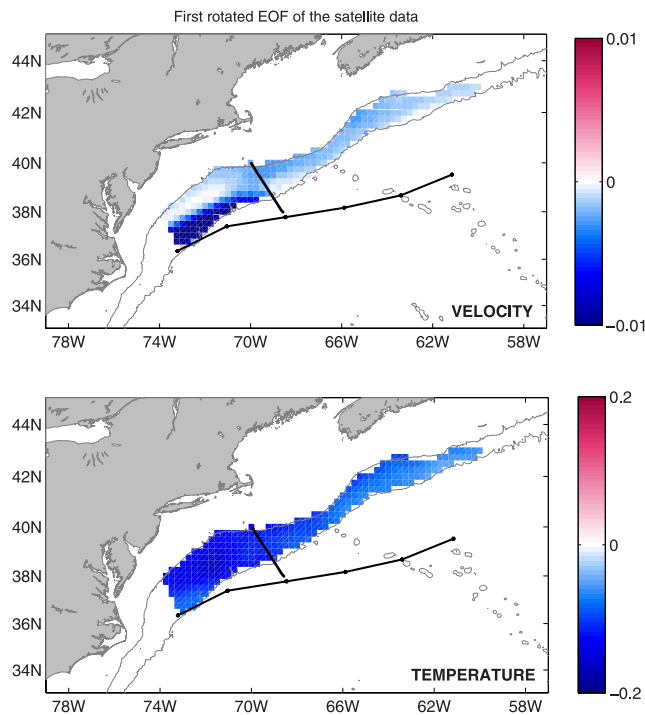 First rotated EOF of the satellite data
44N
42N
40N
38N
36N
34N
78W 74W 70W 66W 62W 58W
VELOCITY
0.01
0
−0.01
44N
42N
40N
38N
36N
34N
78W 74W 70W 66W 62W 58W
TEMPERATURE
0.2
0
−0.2